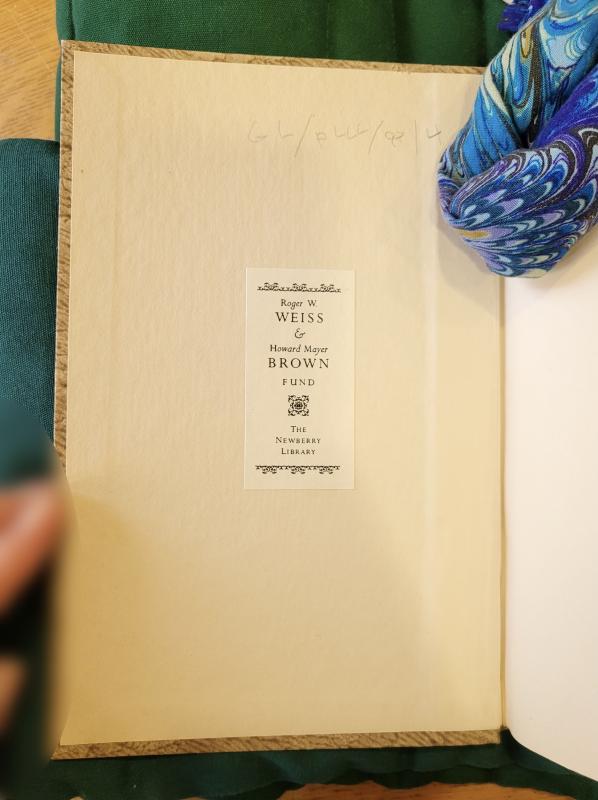 Roger W.
WEISS
&
Howard Mayer
BROWN
FUND
THE
NEWBERRY
LIBRARY